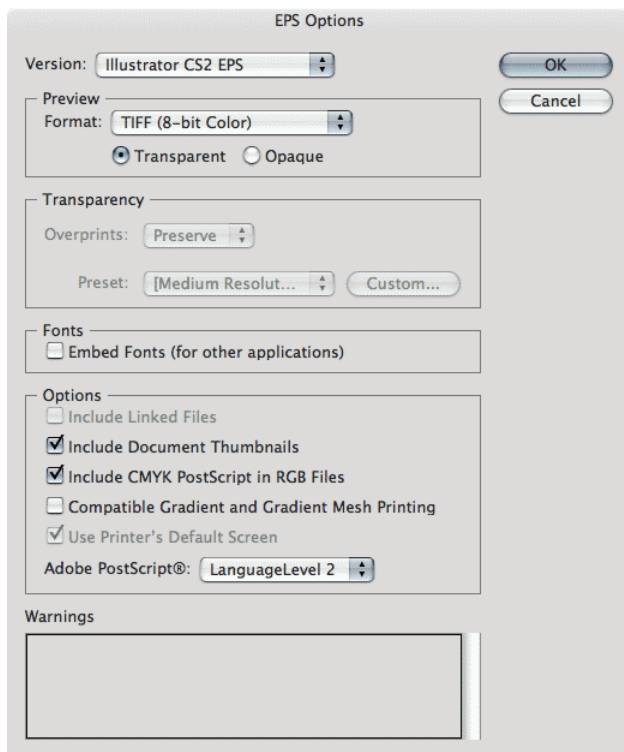 EPS Options
Version: Illustrator CS2 EPS
OK
Cancel
Preview
Format: TIFF (8-bit Color)
Transparent Opaque
Transparency
Overprints: Preserve
Preset: [Medium Resolut... Custom...
Fonts
Embed Fonts (for other applications)
Options
Include Linked Files
Include Document Thumbnails
Include CMYK PostScript in RGB Files
Compatible Gradient and Gradient Mesh Printing
Use Printer's Default Screen
Adobe PostScript®: LanguageLevel 2
Warnings